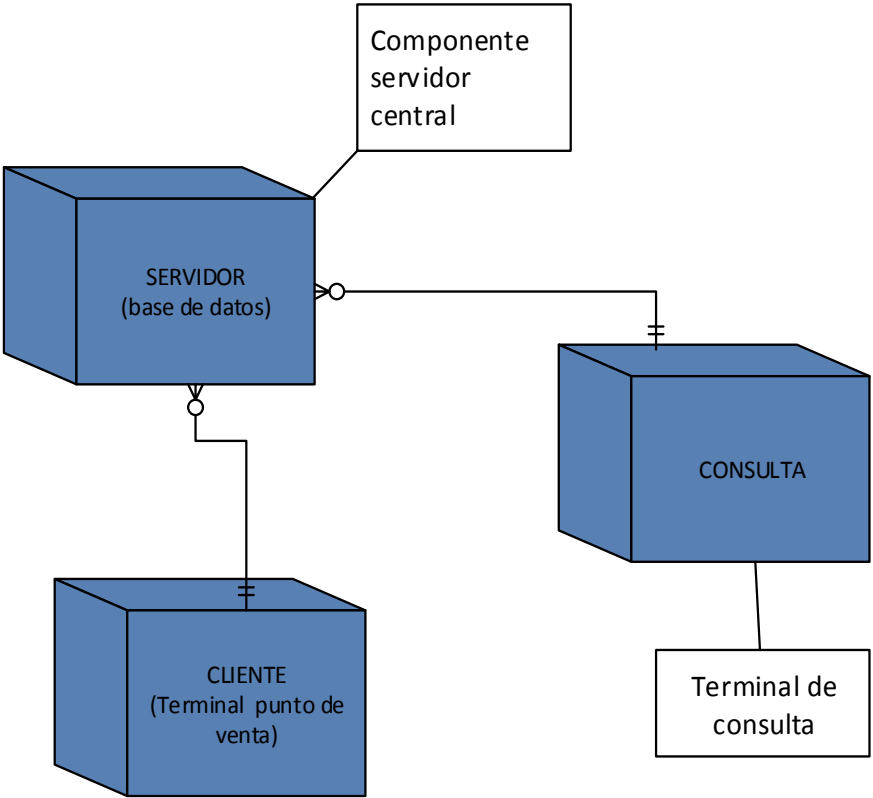 Componente
servidor
central
SERVIDOR
(base de datos)
CONSULTA
CLIENTE
(Terminal punto de
venta)
Terminal de
consulta